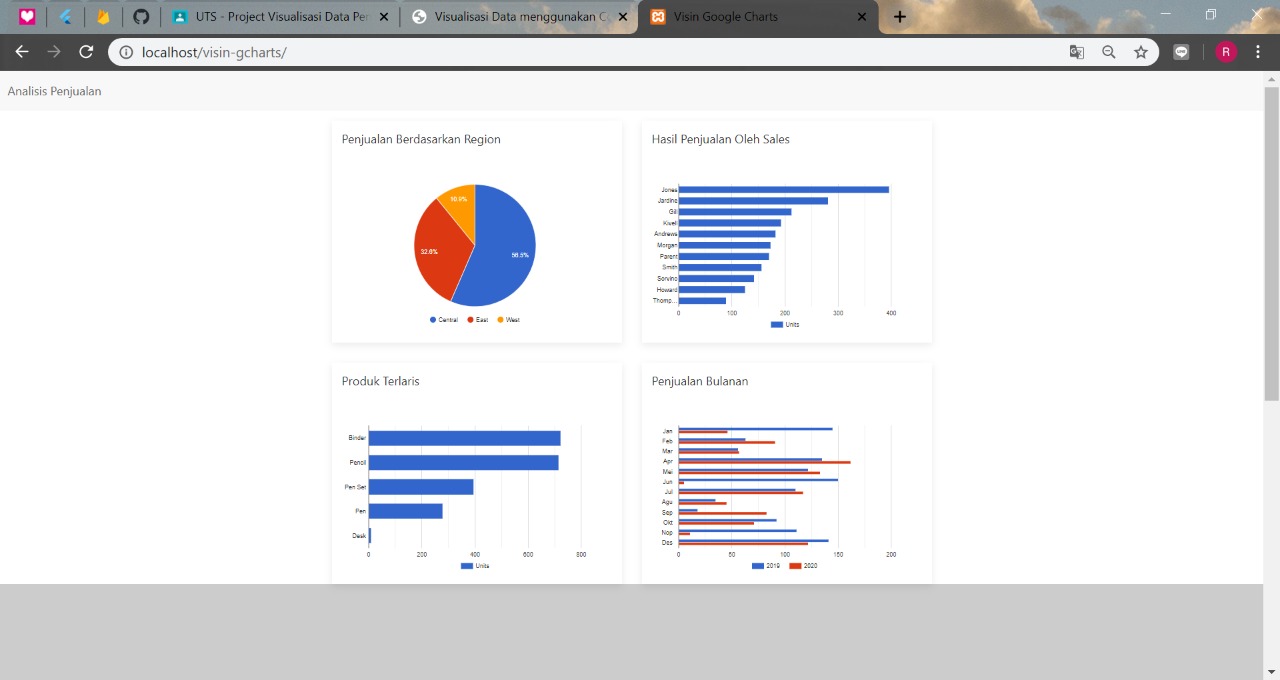 UTS - Project Visualisasi Data Per
Visualisasi Data menggunakan
Visin Google Charts
localhost/visin-gcharts/
R
Analisis Penjualan
Penjualan Berdasarkan Region
10.9%
32.6%
56.5%
Central East West
Hasil Penjualan Oleh Sales
Jones
Jardine
Gill
Kivell
Andrews
Morgan
Parent
Smith
Sorvino
Howard
Thomp...
0 100 200 300 400
Units
Produk Terlaris
Binder
Pencil
Pen Set
Pen
Desk
0 200 400 600 800
Units
Penjualan Bulanan
Jan
Feb
Mar
Apr
Mei
Jun
Jul
Agu
Sep
Okt
Nop
Des
0 50 100 150 200
2019 2020